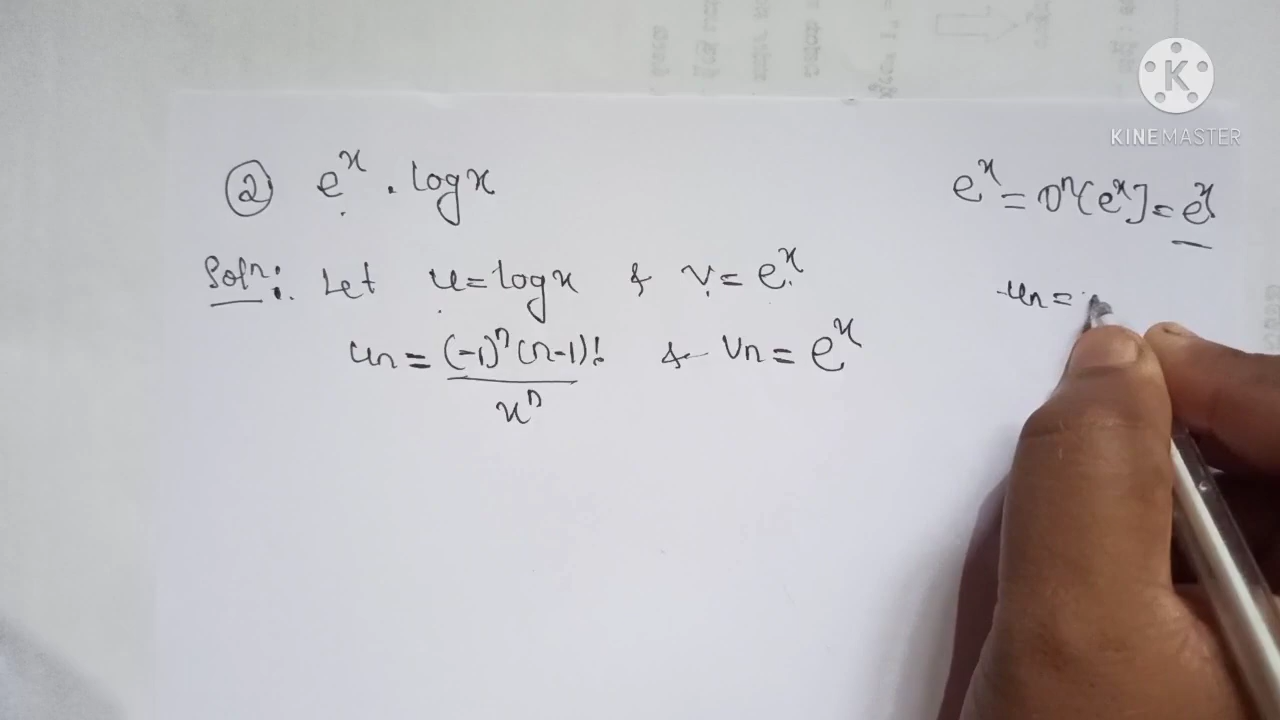 ② e^x . log x
Soln: Let u = log x & v = e^x
un = (-1)^n (n-1)! / x^n & vn = e^x
e^x = D^n[e^x] = e^x
un =
K
KINEMASTER